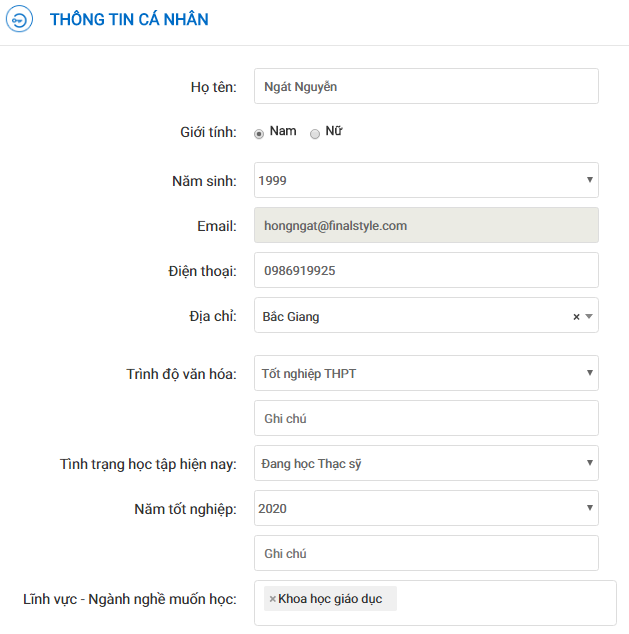 THÔNG TIN CÁ NHÂN
Họ tên: Ngát Nguyễn
Giới tính: Nam Nữ
Năm sinh: 1999
Email: hongngat@finalstyle.com
Điện thoại: 0986919925
Địa chỉ: Bắc Giang ×
Trình độ văn hóa: Tốt nghiệp THPT
Ghi chú
Tình trạng học tập hiện nay: Đang học Thạc sỹ
Năm tốt nghiệp: 2020
Ghi chú
Lĩnh vực - Ngành nghề muốn học: ×Khoa học giáo dục